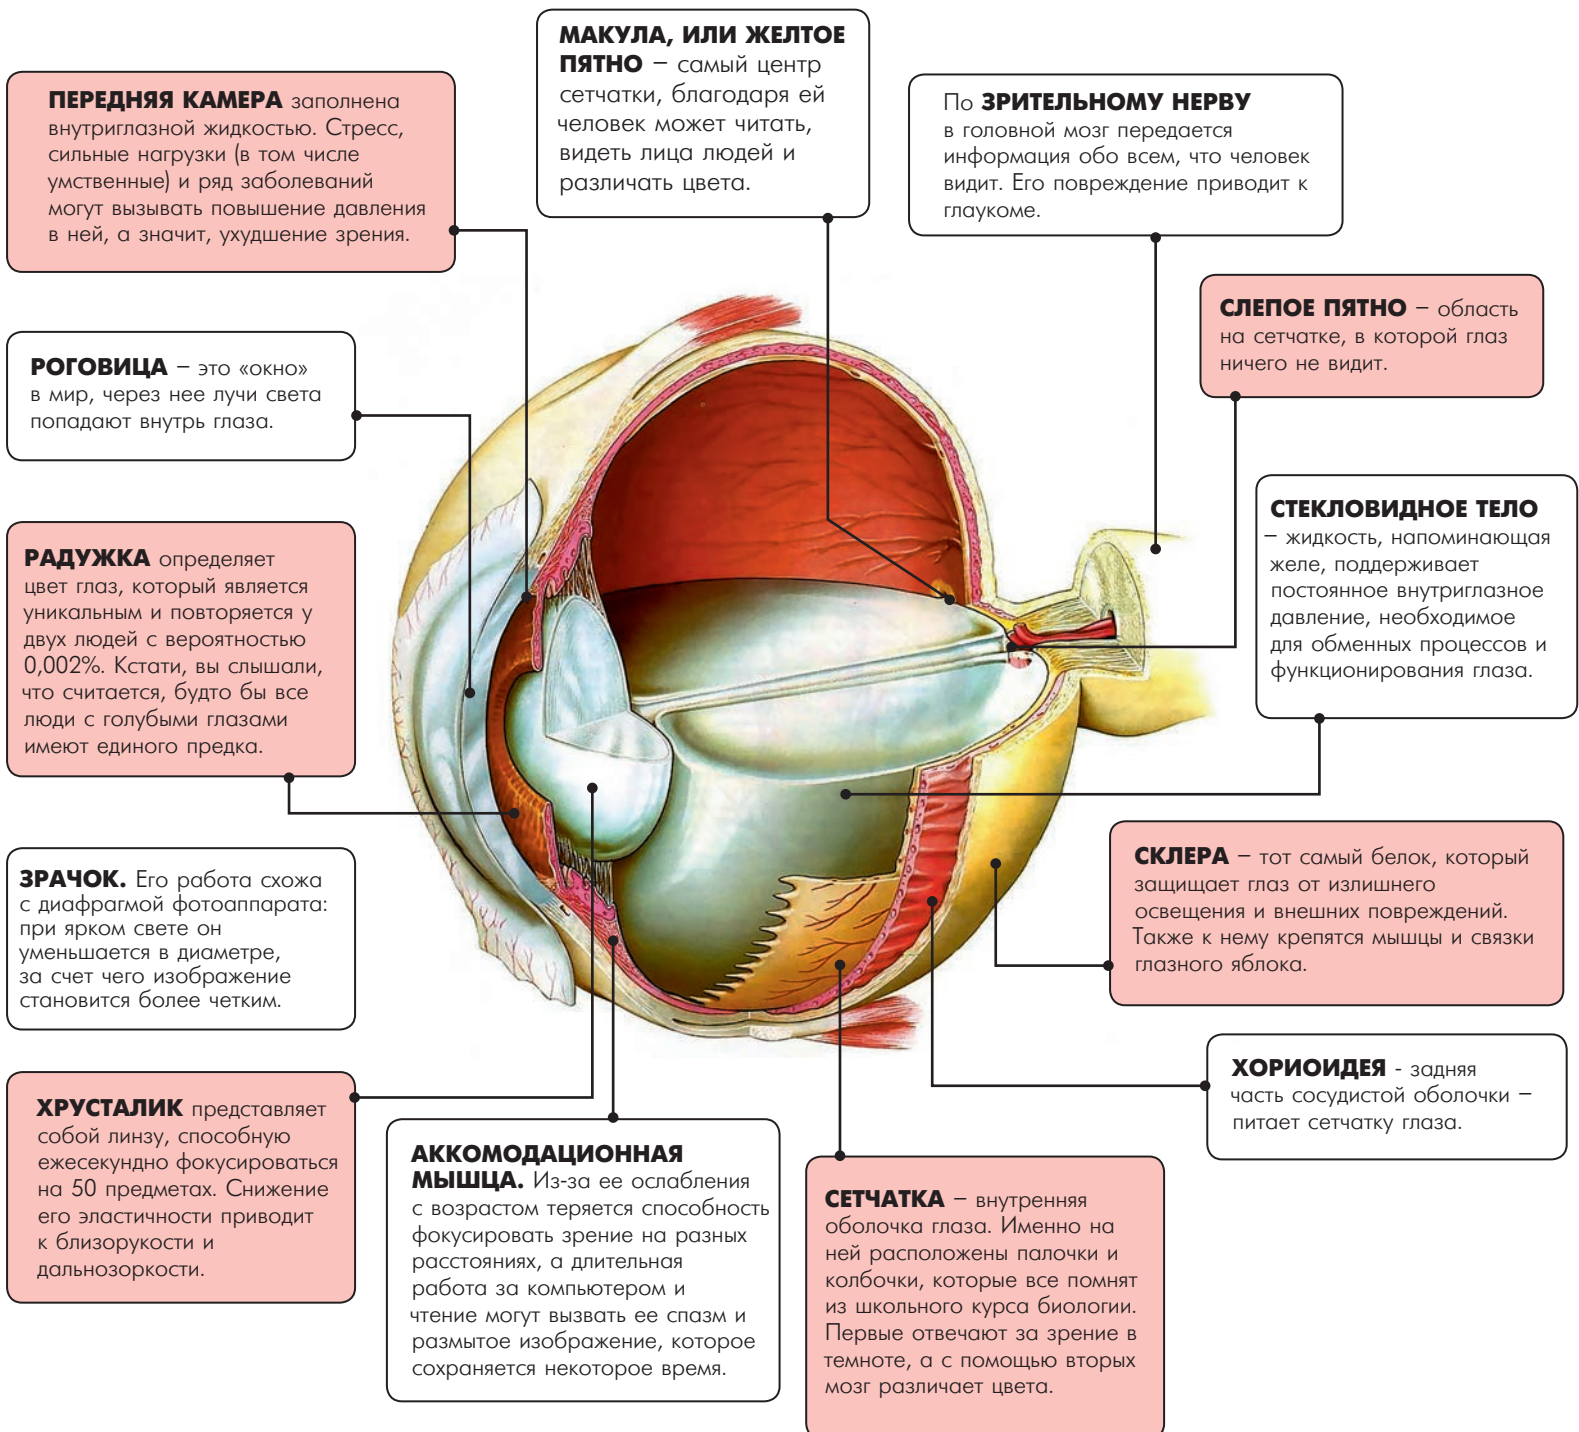 МАКУЛА, ИЛИ ЖЕЛТОЕ
ПЯТНО – самый центр
сетчатки, благодаря ей
человек может читать,
видеть лица людей и
различать цвета.
ПЕРЕДНЯЯ КАМЕРА заполнена
внутриглазной жидкостью. Стресс,
сильные нагрузки (в том числе
умственные) и ряд заболеваний
могут вызывать повышение давления
в ней, а значит, ухудшение зрения.
По ЗРИТЕЛЬНОМУ НЕРВУ
в головной мозг передается
информация обо всем, что человек
видит. Его повреждение приводит к
глаукоме.
СЛЕПОЕ ПЯТНО – область
на сетчатке, в которой глаз
ничего не видит.
РОГОВИЦА – это «окно»
в мир, через нее лучи света
попадают внутрь глаза.
СТЕКЛОВИДНОЕ ТЕЛО
– жидкость, напоминающая
желе, поддерживает
постоянное внутриглазное
давление, необходимое
для обменных процессов и
функционирования глаза.
РАДУЖКА определяет
цвет глаз, который является
уникальным и повторяется у
двух людей с вероятностью
0,002%. Кстати, вы слышали,
что считается, будто бы все
люди с голубыми глазами
имеют единого предка.
СКЛЕРА – тот самый белок, который
защищает глаз от излишнего
освещения и внешних повреждений.
Также к нему крепятся мышцы и связки
глазного яблока.
ЗРАЧОК. Его работа схожа
с диафрагмой фотоаппарата:
при ярком свете он
уменьшается в диаметре,
за счет чего изображение
становится более четким.
ХОРИОИДЕЯ - задняя
часть сосудистой оболочки –
питает сетчатку глаза.
ХРУСТАЛИК представляет
собой линзу, способную
ежесекундно фокусироваться
на 50 предметах. Снижение
его эластичности приводит
к близорукости и
дальнозоркости.
АККОМОДАЦИОННАЯ
МЫШЦА. Из-за ее ослабления
с возрастом теряется способность
фокусировать зрение на разных
расстояниях, а длительная
работа за компьютером и
чтение могут вызвать ее спазм и
размытое изображение, которое
сохраняется некоторое время.
СЕТЧАТКА – внутренняя
оболочка глаза. Именно на
ней расположены палочки и
колбочки, которые все помнят
из школьного курса биологии.
Первые отвечают за зрение в
темноте, а с помощью вторых
мозг различает цвета.